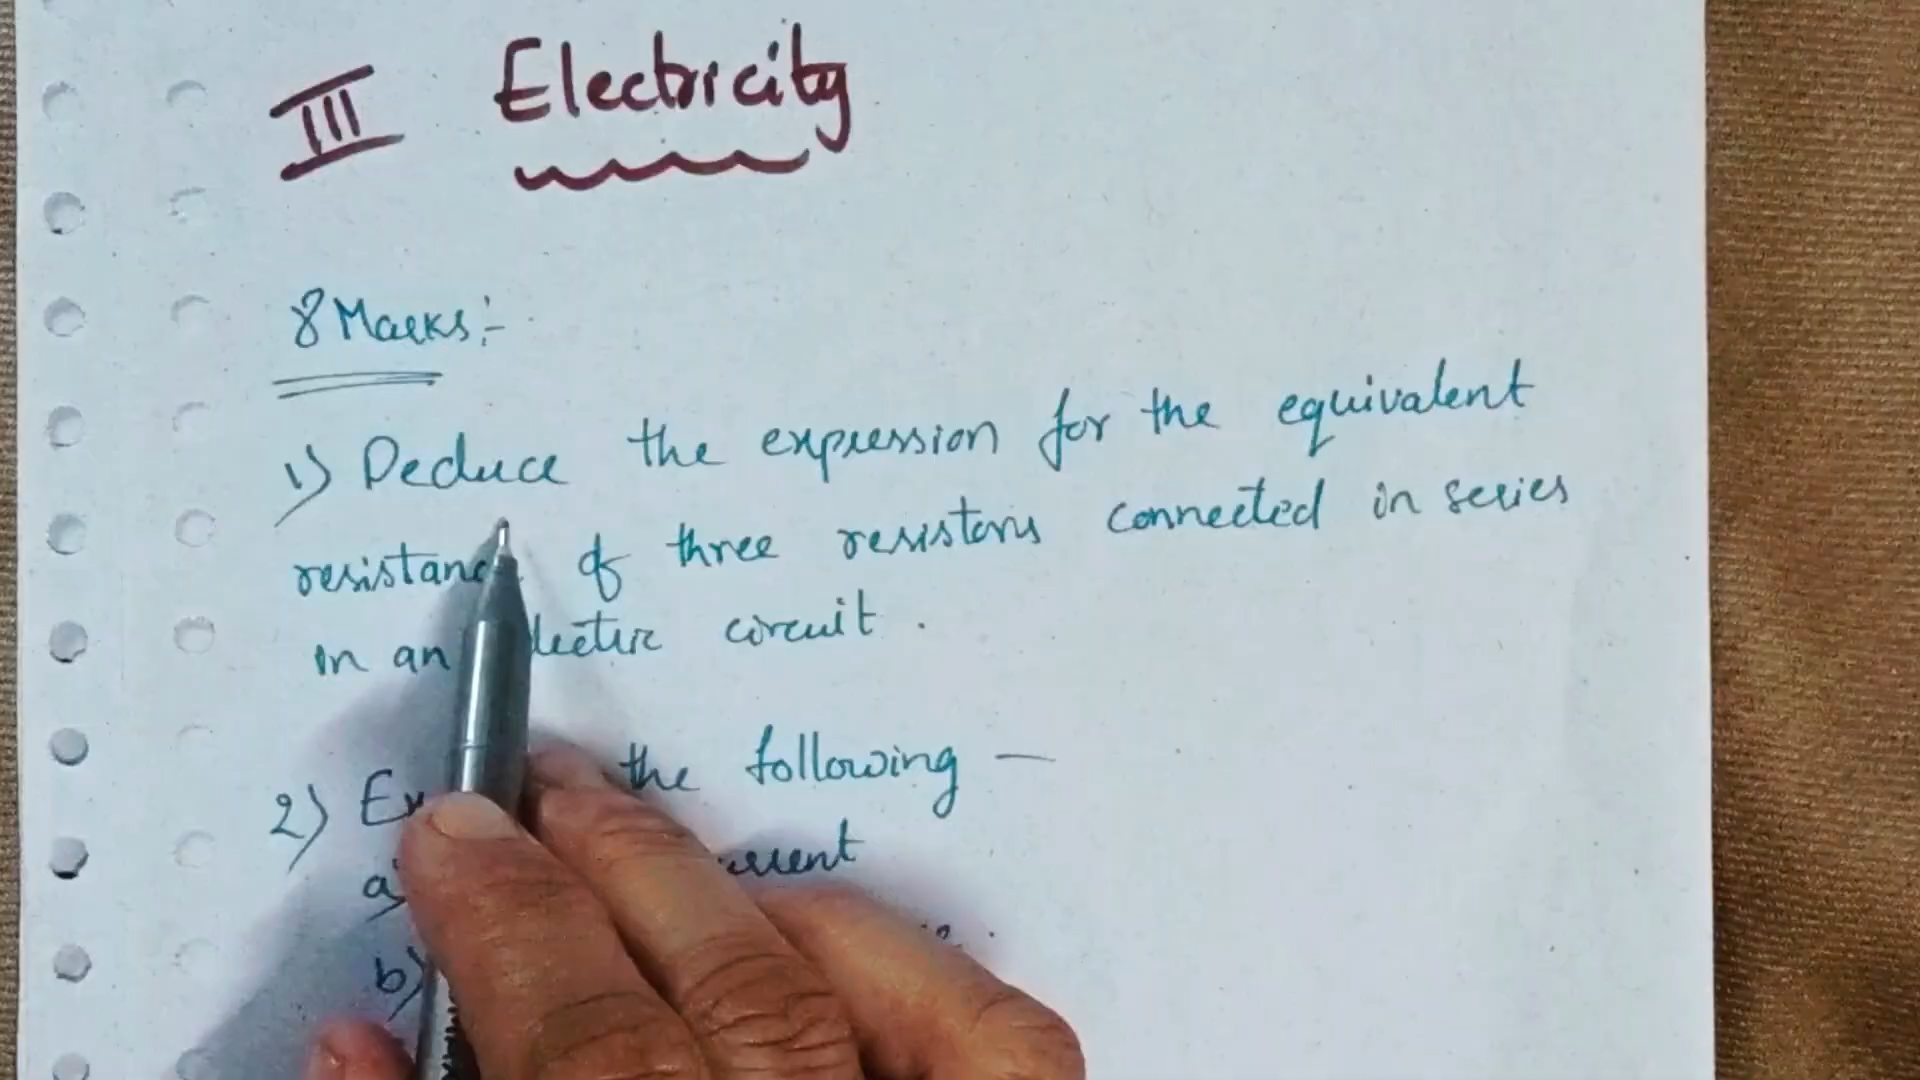 III Electricity
8 Marks:-
1) Deduce the expression for the equivalent
resistance of three resistors connected in series
in an electric circuit.
2) the following —
a)
b)